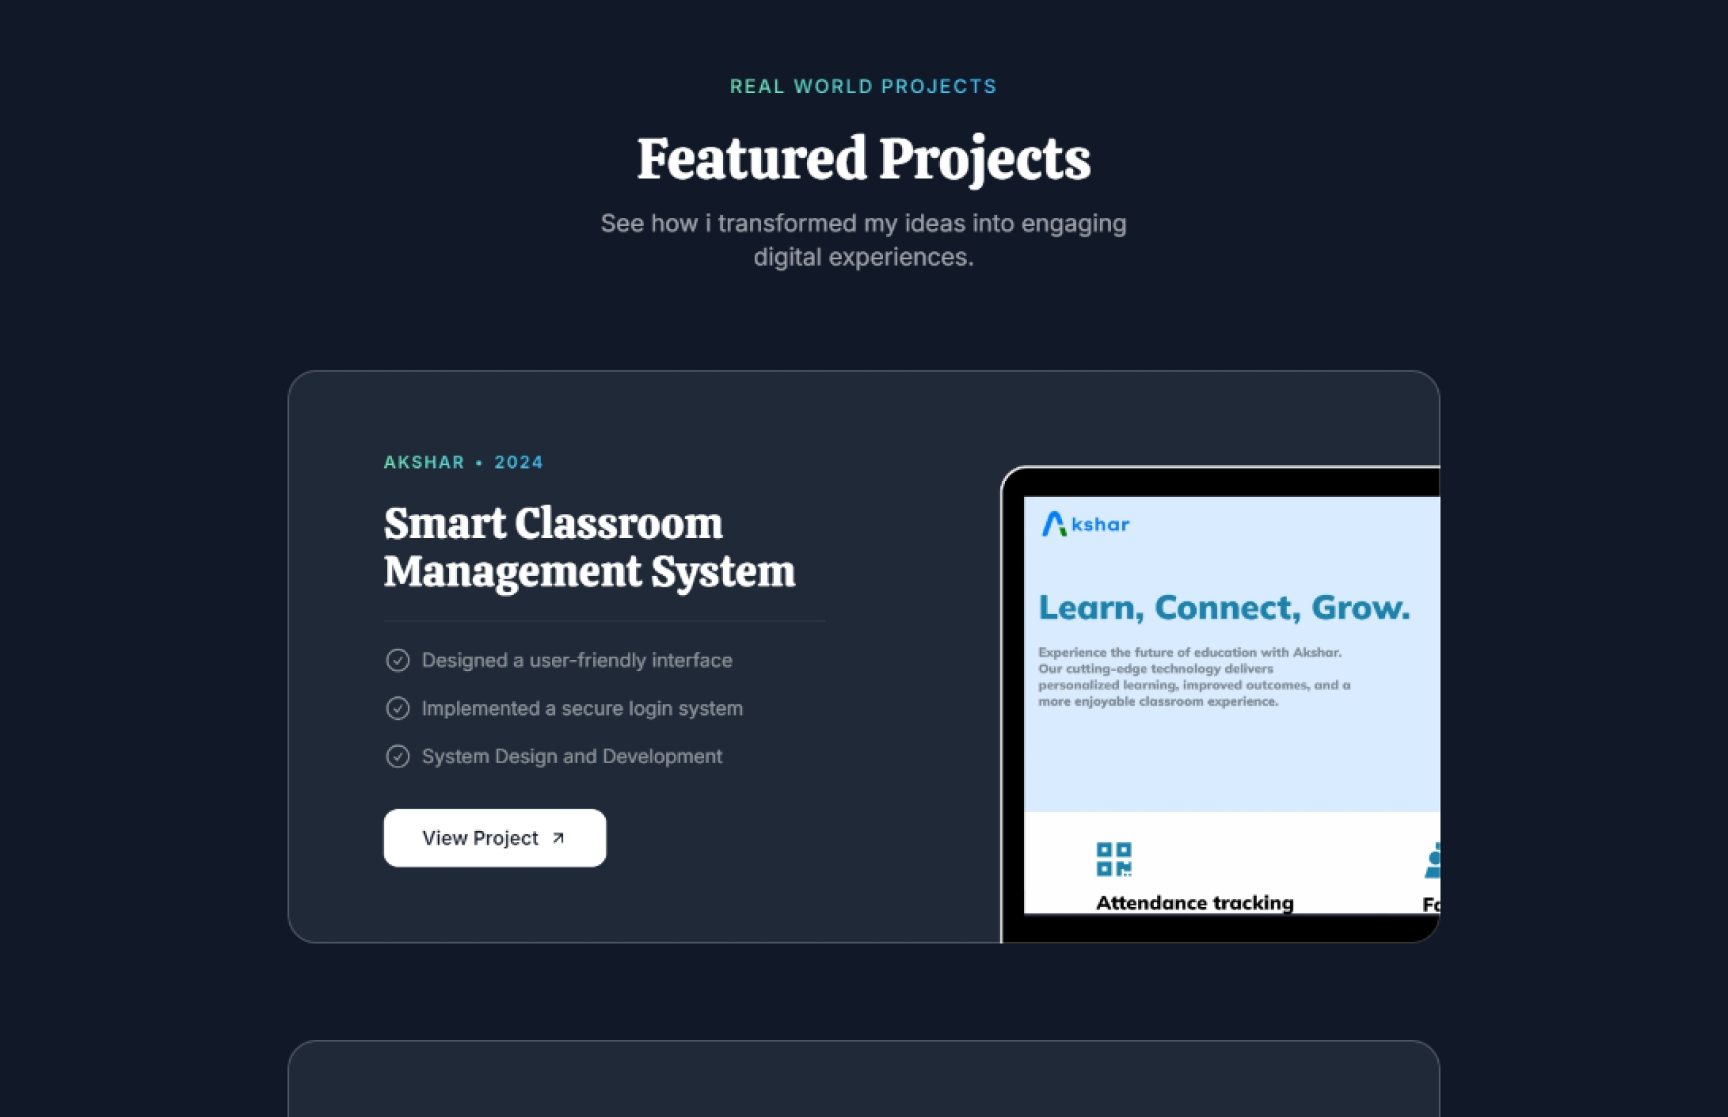 REAL WORLD PROJECTS
Featured Projects
See how i transformed my ideas into engaging
digital experiences.
AKSHAR • 2024
Smart Classroom
Management System
Designed a user-friendly interface
Implemented a secure login system
System Design and Development
View Project
Akshar
Learn, Connect, Grow.
Experience the future of education with Akshar.
Our cutting-edge technology delivers
personalized learning, improved outcomes, and a
more enjoyable classroom experience.
Attendance tracking